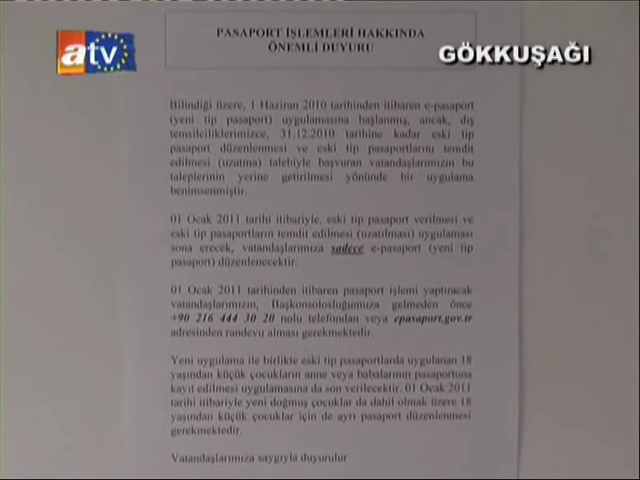 atv
GÖKKUŞAĞI
PASAPORT İŞLEMLERİ HAKKINDA
ÖNEMLİ DUYURU
Bilindiği üzere, 1 Haziran 2010 tarihinden itibaren e-pasaport
(yeni tip pasaport) uygulamasına başlanmış, ancak, dış
temsilciliklerimizce, 31.12.2010 tarihine kadar eski tip
pasaport düzenlenmesi ve eski tip pasaportlarını temdit
edilmesi (uzatma) talebiyle başvuran vatandaşlarımızın bu
taleplerinin yerine getirilmesi yönünde bir uygulama
benimsenmiştir.
01 Ocak 2011 tarihi itibariyle, eski tip pasaport verilmesi ve
eski tip pasaportların temdit edilmesi (uzatılması) uygulaması
sona erecek, vatandaşlarımıza sadece e-pasaport (yeni tip
pasaport) düzenlenecektir.
01 Ocak 2011 tarihinden itibaren pasaport işlemi yaptıracak
vatandaşlarımızın, Başkonsolosluğumuza gelmeden önce
+90 216 444 30 20 nolu telefondan veya epasaport.gov.tr
adresinden randevu alması gerekmektedir.
Yeni uygulama ile birlikte eski tip pasaportlarda uygulanan 18
yaşından küçük çocukların anne veya babalarının pasaportuna
kayıt edilmesi uygulamasına da son verilecektir. 01 Ocak 2011
tarihi itibariyle yeni doğmuş çocuklar da dahil olmak üzere 18
yaşından küçük çocuklar için de ayrı pasaport düzenlenmesi
gerekmektedir.
Vatandaşlarımıza saygıyla duyurulur